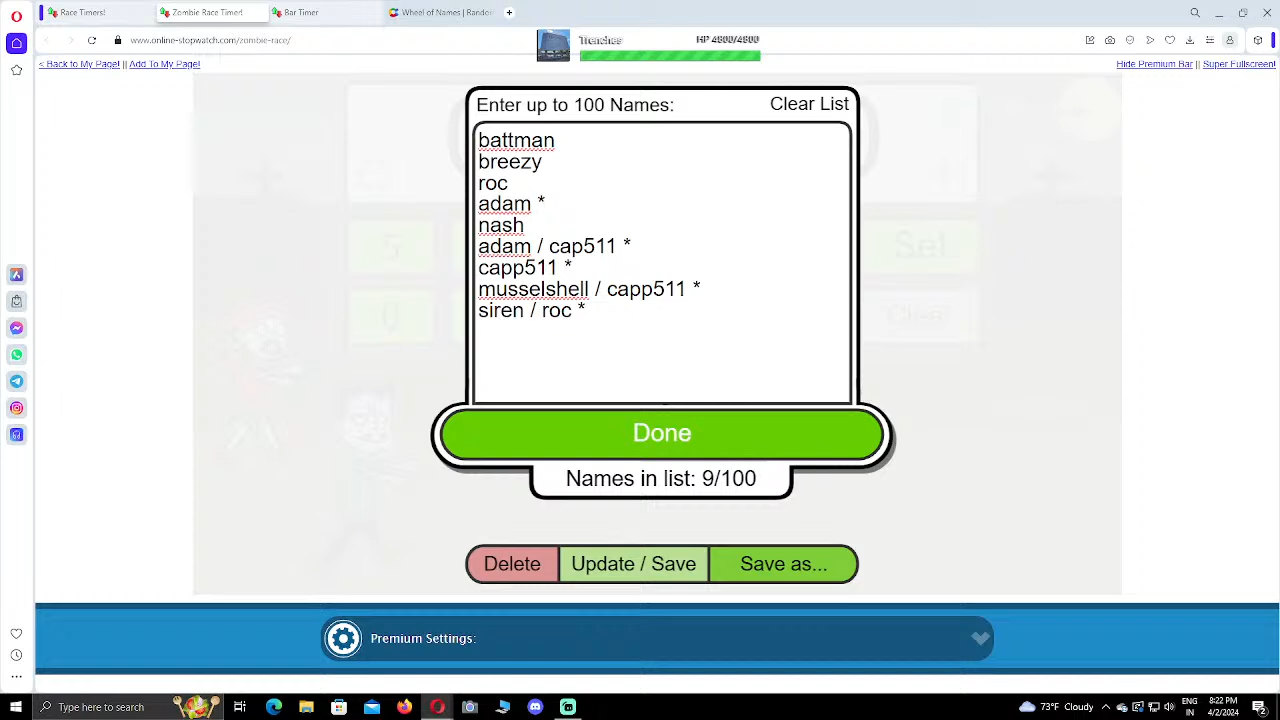 Race Timers!
Zombie Race Timer!
Bar Timer
Wheel of Names | Random
www.online-stopwatch.com/zombie-race/
Trenches
HP 4800/4800
< Back to My Page! || Add To My Page!
Hide Premium Bar || Super Fullscreen!
Enter up to 100 Names:
Clear List
battman
breezy
roc
adam *
nash
adam / cap511 *
capp511 *
musselshell / capp511 *
siren / roc *
Done
Names in list: 9/100
Delete
Update / Save
Save as...
Premium Settings:
Type here to search
73°F Cloudy
ENG
IN
8:22 PM
4/2/2024